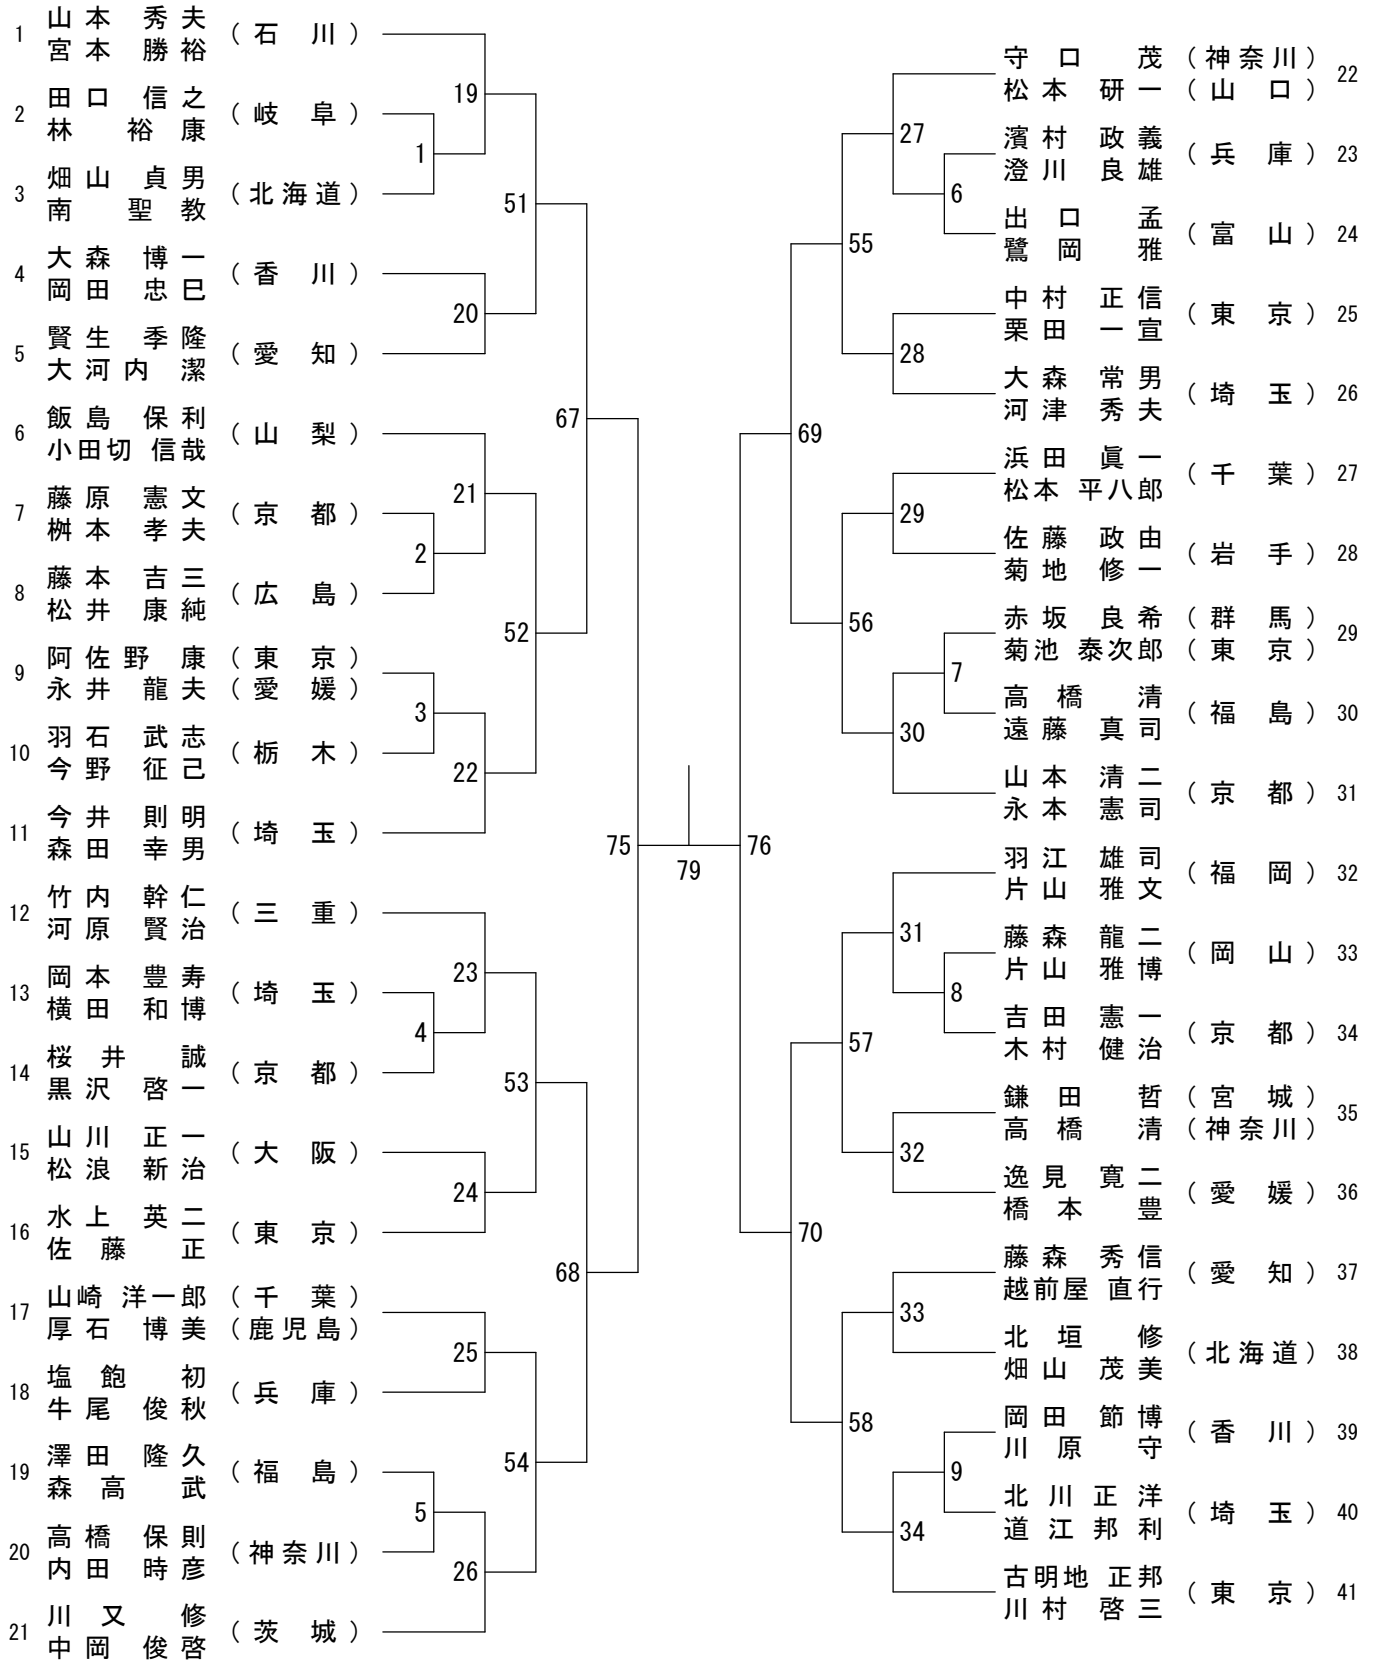 1 山本 秀夫 (石川)
宮本 勝裕
2 田口 信之 (岐阜)
林 裕康
3 畑山 貞男 (北海道)
南 聖教
4 大森 博一 (香川)
岡田 忠巳
5 賢生 季隆 (愛知)
大河内 潔
6 飯島 保利 (山梨)
小田切 信哉
7 藤原 憲文 (京都)
桝本 孝夫
8 藤本 吉三 (広島)
松井 康純
9 阿佐野 康 (東京)
永井 龍夫 (愛媛)
10 羽石 武志 (栃木)
今野 征己
11 今井 則明 (埼玉)
森田 幸男
12 竹内 幹仁 (三重)
河原 賢治
13 岡本 豊寿 (埼玉)
横田 和博
14 桜井 誠 (京都)
黒沢 啓一
15 山川 正一 (大阪)
松浪 新治
16 水上 英二 (東京)
佐藤 正
17 山崎 洋一郎 (千葉)
厚石 博美 (鹿児島)
18 塩飽 初 (兵庫)
牛尾 俊秋
19 澤田 隆久 (福島)
森高 武
20 高橋 保則 (神奈川)
内田 時彦
21 川又 修 (茨城)
中岡 俊啓
1
2
3
4
5
19
20
21
22
23
24
25
26
51
52
53
54
67
68
75
79
76
69
70
55
56
57
58
27
28
29
30
31
32
33
34
6
7
8
9
守口 茂 (神奈川) 22
松本 研一 (山口)
濱村 政義 (兵庫) 23
澄川 良雄
出口 孟 (富山) 24
鷺岡 雅
中村 正信 (東京) 25
栗田 一宣
大森 常男 (埼玉) 26
河津 秀夫
浜田 眞一 (千葉) 27
松本 平八郎
佐藤 政由 (岩手) 28
菊地 修一
赤坂 良希 (群馬) 29
菊池 泰次郎 (東京)
高橋 清 (福島) 30
遠藤 真司
山本 清二 (京都) 31
永本 憲司
羽江 雄司 (福岡) 32
片山 雅文
藤森 龍二 (岡山) 33
片山 雅博
吉田 憲一 (京都) 34
木村 健治
鎌田 哲 (宮城) 35
高橋 清 (神奈川)
逸見 寛二 (愛媛) 36
橋本 豊
藤森 秀信 (愛知) 37
越前屋 直行
北垣 修 (北海道) 38
畑山 茂美
岡田 節博 (香川) 39
川原 守
北川 正洋 (埼玉) 40
道江 邦利
古明地 正邦 (東京) 41
川村 啓三